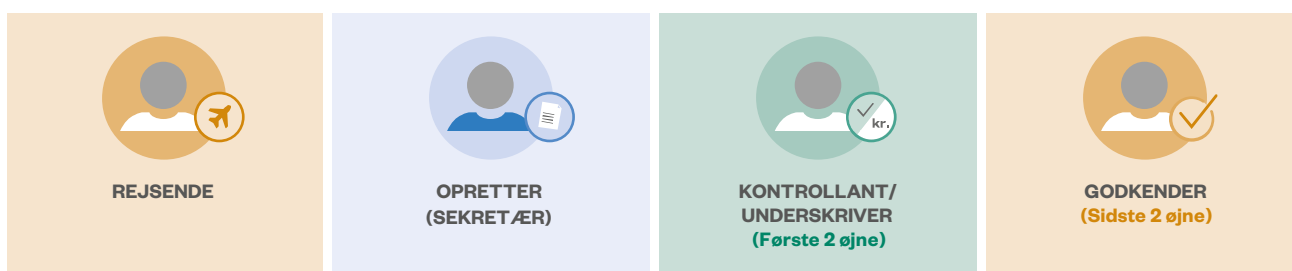 REJSENDE
OPRETTER
(SEKRETÆR)
kr.
KONTROLLANT/
UNDERSKRIVER
(Første 2 øjne)
GODKENDER
(Sidste 2 øjne)